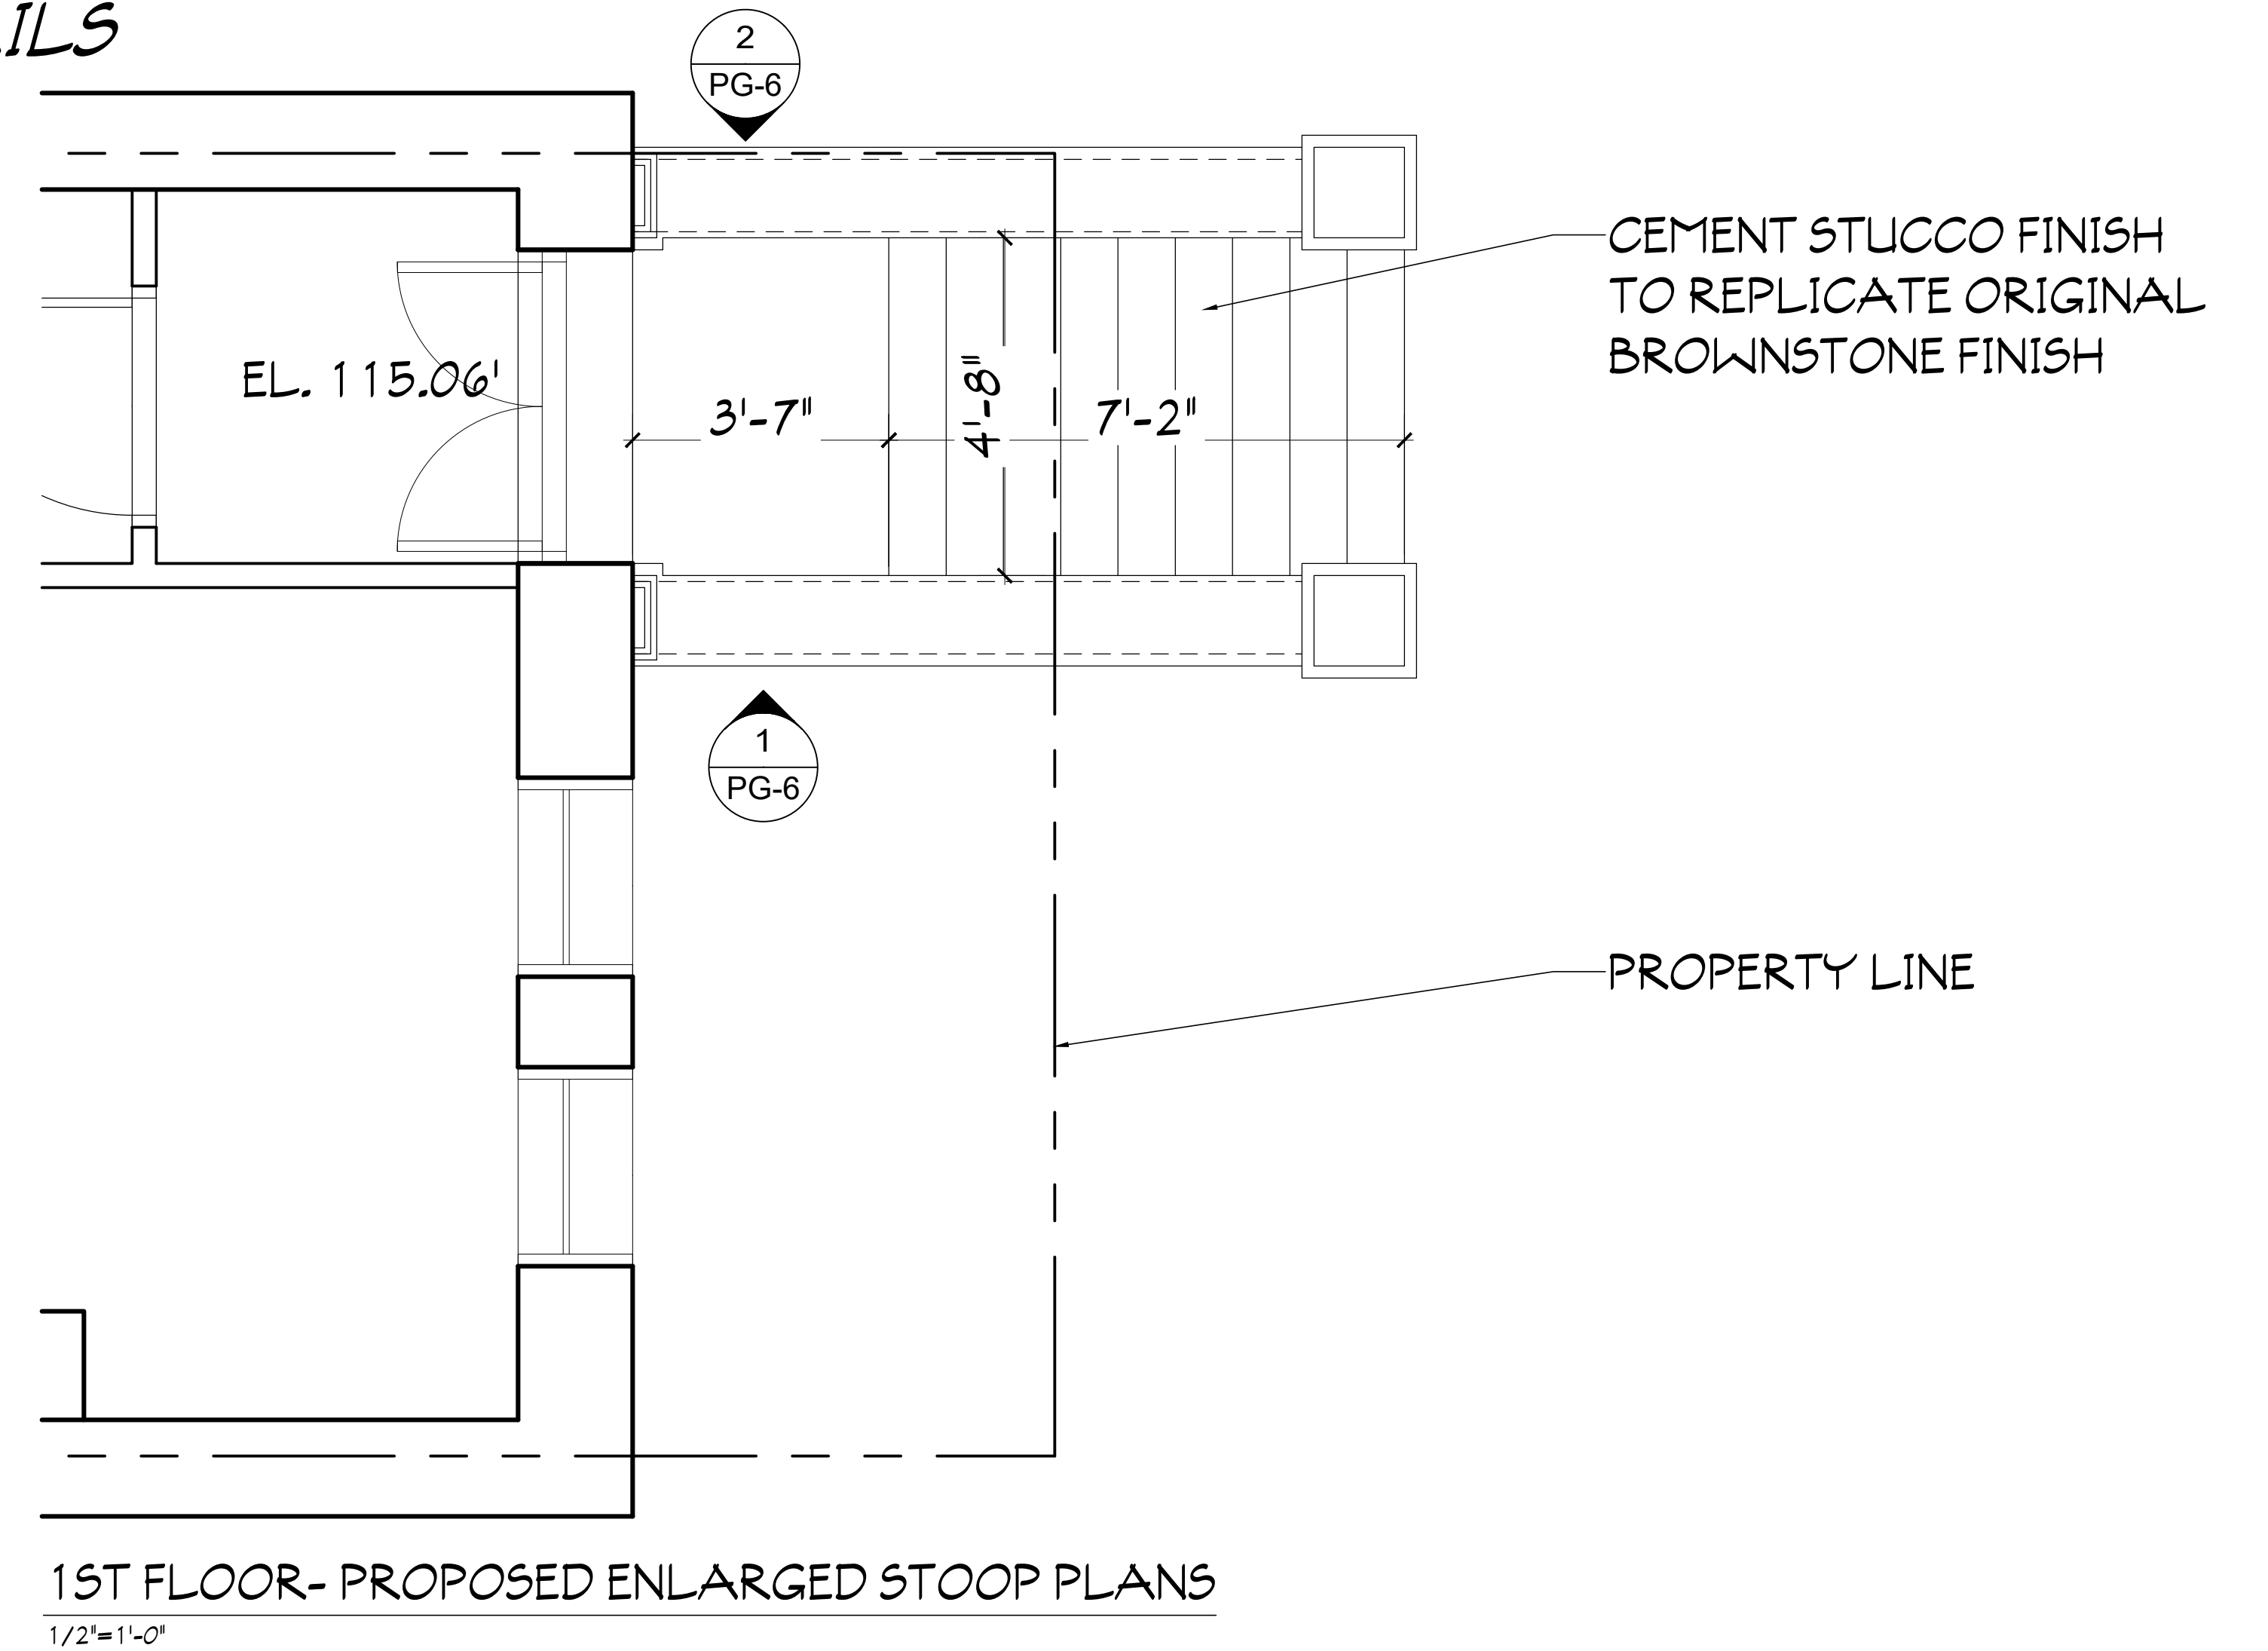 ILS
2
PG-6
CEMENT STUCCO FINISH
TO REPLICATE ORIGINAL
BROWNSTONE FINISH
EL. 115.06'
3'-7"
4'-8"
7'-2"
1
PG-6
PROPERTY LINE
1ST FLOOR- PROPOSED ENLARGED STOOP PLANS
1/2"=1'-0"